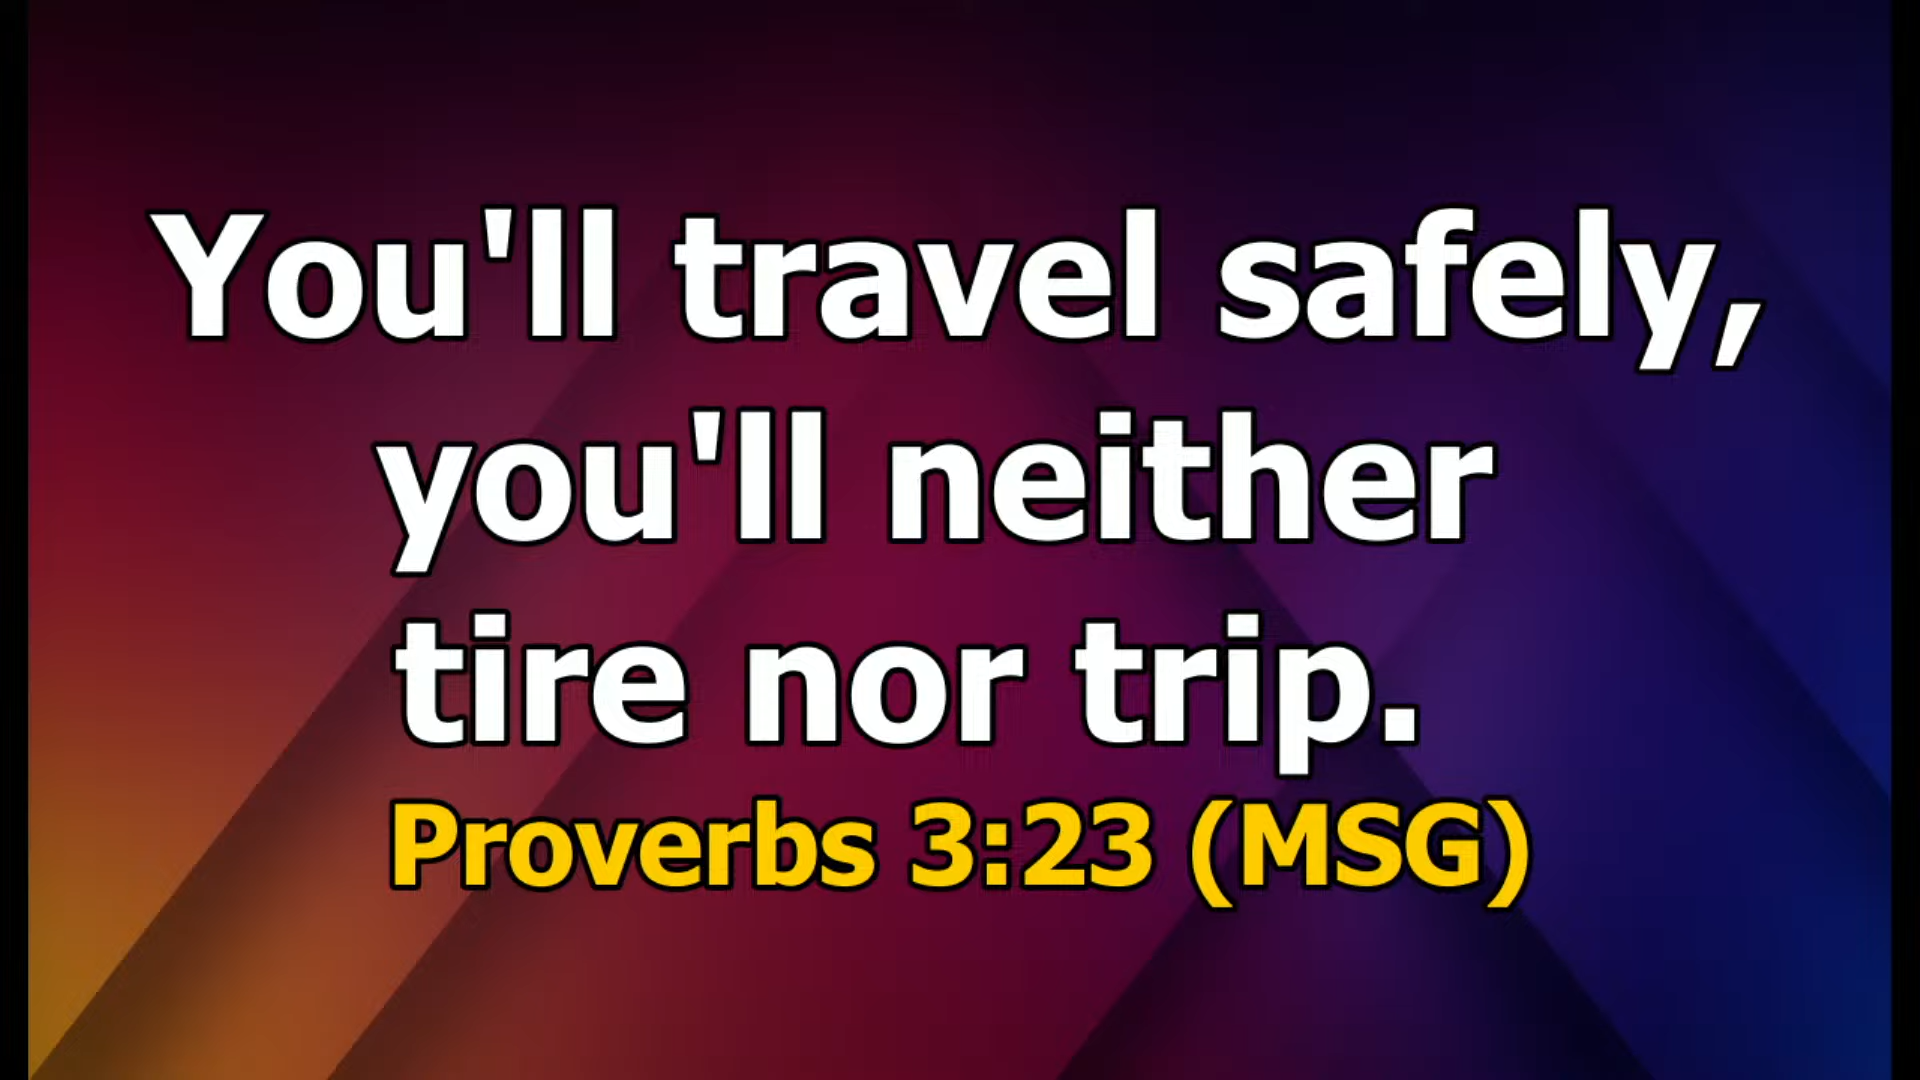 You'll travel safely,
you'll neither
tire nor trip.
Proverbs 3:23 (MSG)